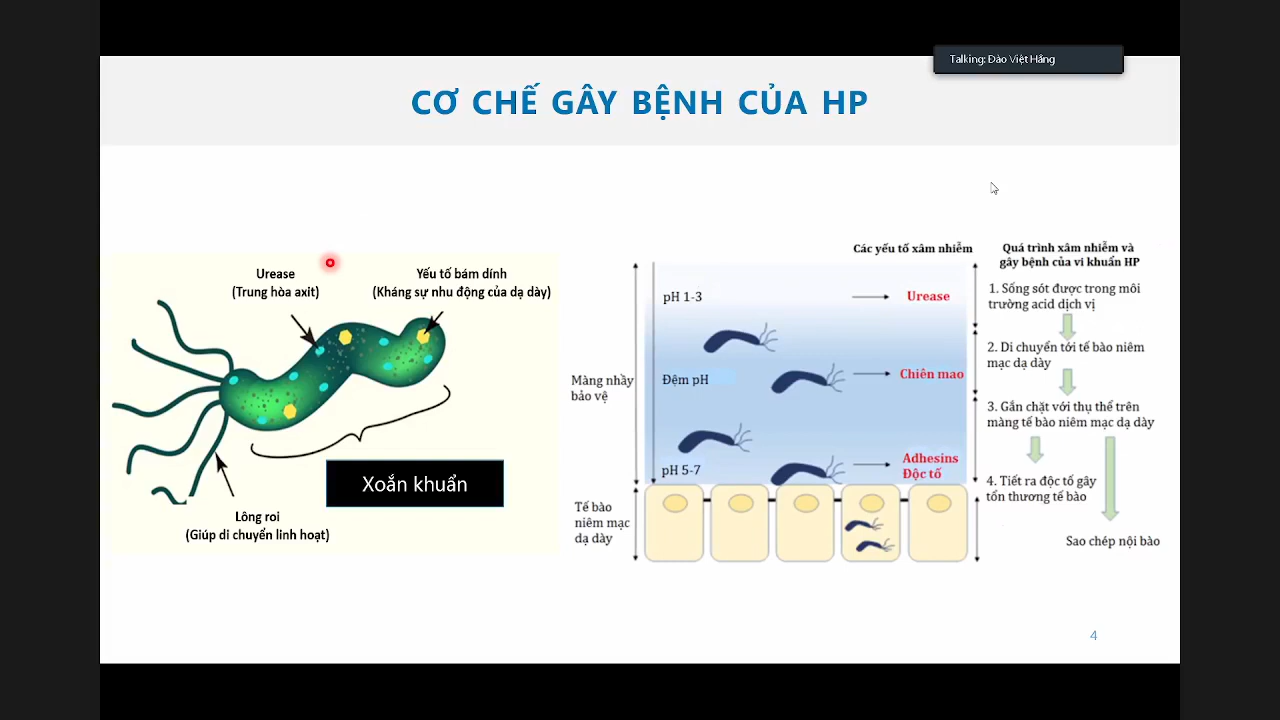 Talking: Đào Việt Hằng
CƠ CHẾ GÂY BỆNH CỦA HP
Urease
(Trung hòa axit)
Yếu tố bám dính
(Kháng sự nhu động của dạ dày)
Xoắn khuẩn
Lông roi
(Giúp di chuyển linh hoạt)
Các yếu tố xâm nhiễm
Quá trình xâm nhiễm và
gây bệnh của vi khuẩn HP
pH 1-3
Urease
Màng nhầy
bảo vệ
Đệm pH
Chiên mao
pH 5-7
Adhesins
Độc tố
Tế bào
niêm mạc
dạ dày
1. Sống sót được trong môi
trường acid dịch vị
2. Di chuyển tới tế bào niêm
mạc dạ dày
3. Gắn chặt với thụ thể trên
màng tế bào niêm mạc dạ dày
4. Tiết ra độc tố gây
tổn thương tế bào
Sao chép nội bào
4